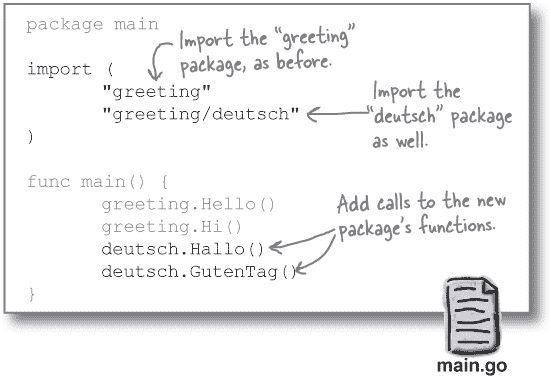 package main
Import the “greeting”
package, as before.
import (
"greeting"
"greeting/deutsch"
)
Import the
“deutsch” package
as well.
func main() {
greeting.Hello()
greeting.Hi()
deutsch.Hallo()
deutsch.GutenTag()
}
Add calls to the new
package's functions.
main.go